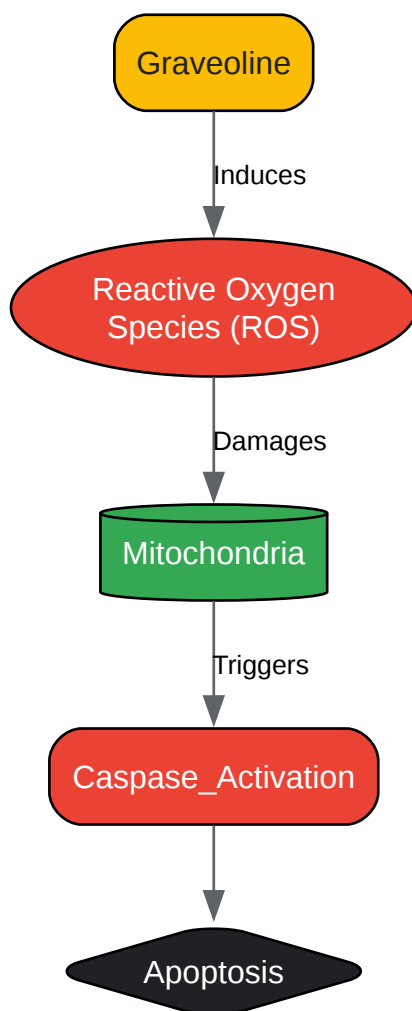 Graveoline
Induces
Reactive Oxygen
Species (ROS)
Damages
Mitochondria
Triggers
Caspase_Activation
Apoptosis